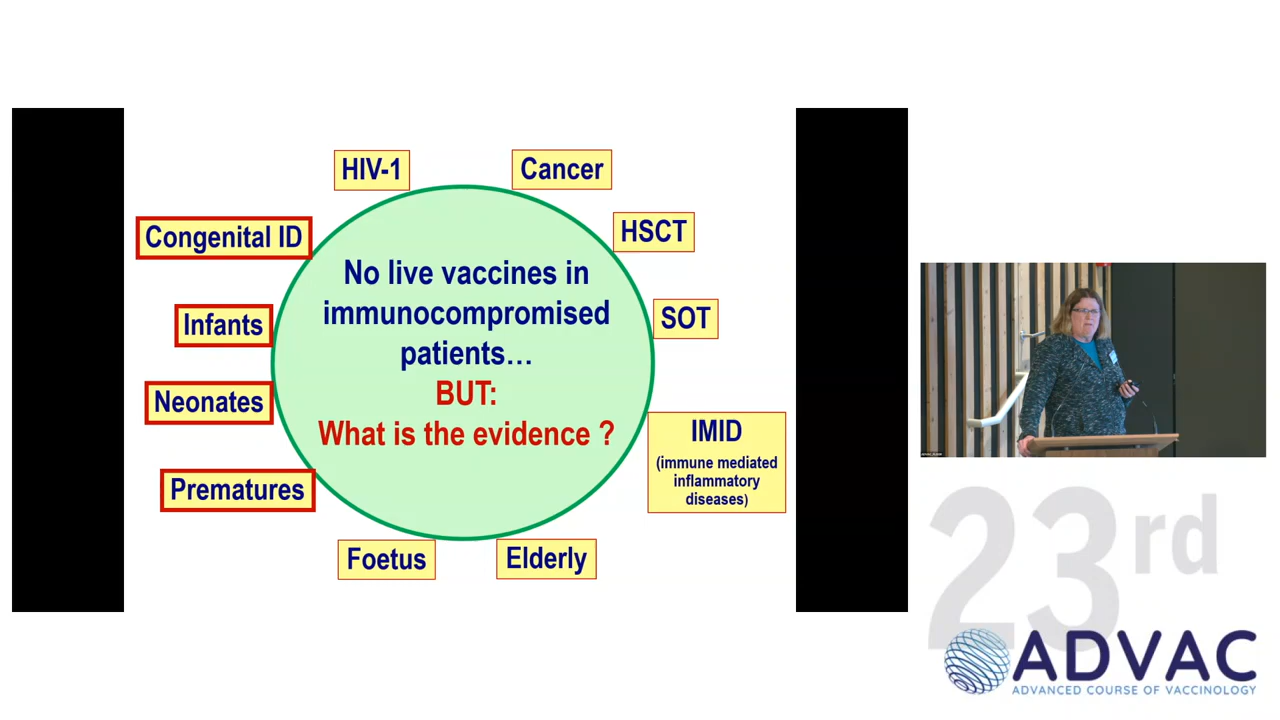 HIV-1
Cancer
Congenital ID
HSCT
No live vaccines in
immunocompromised
patients…
BUT:
What is the evidence ?
Infants
SOT
Neonates
IMID
(immune mediated
inflammatory
diseases)
Prematures
Foetus
Elderly
23rd
ADVAC
ADVANCED COURSE OF VACCINOLOGY